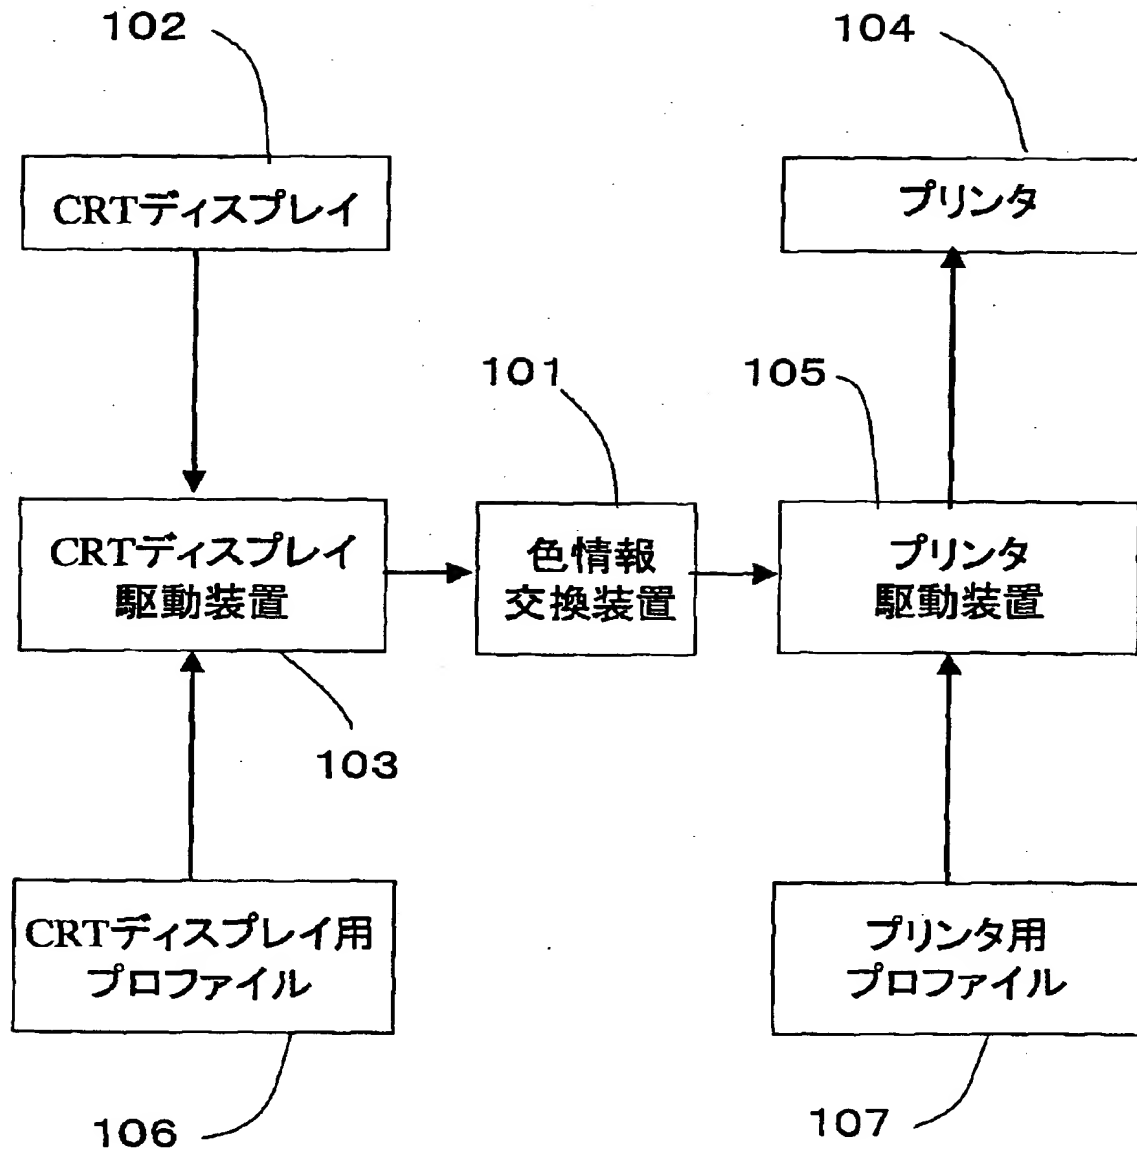 102
104
CRTディスプレイ
プリンタ
101
105
CRTディスプレイ
駆動装置
色情報
交換装置
プリンタ
駆動装置
103
CRTディスプレイ用
プロファイル
プリンタ用
プロファイル
106
107